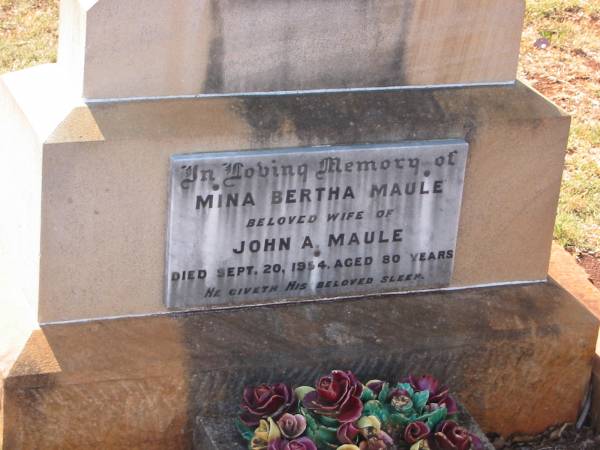 In Loving Memory of
MINA BERTHA MAULE
BELOVED WIFE OF
JOHN A. MAULE
DIED SEPT. 20, 1954. AGED 80 YEARS
HE GIVETH HIS BELOVED SLEEP.